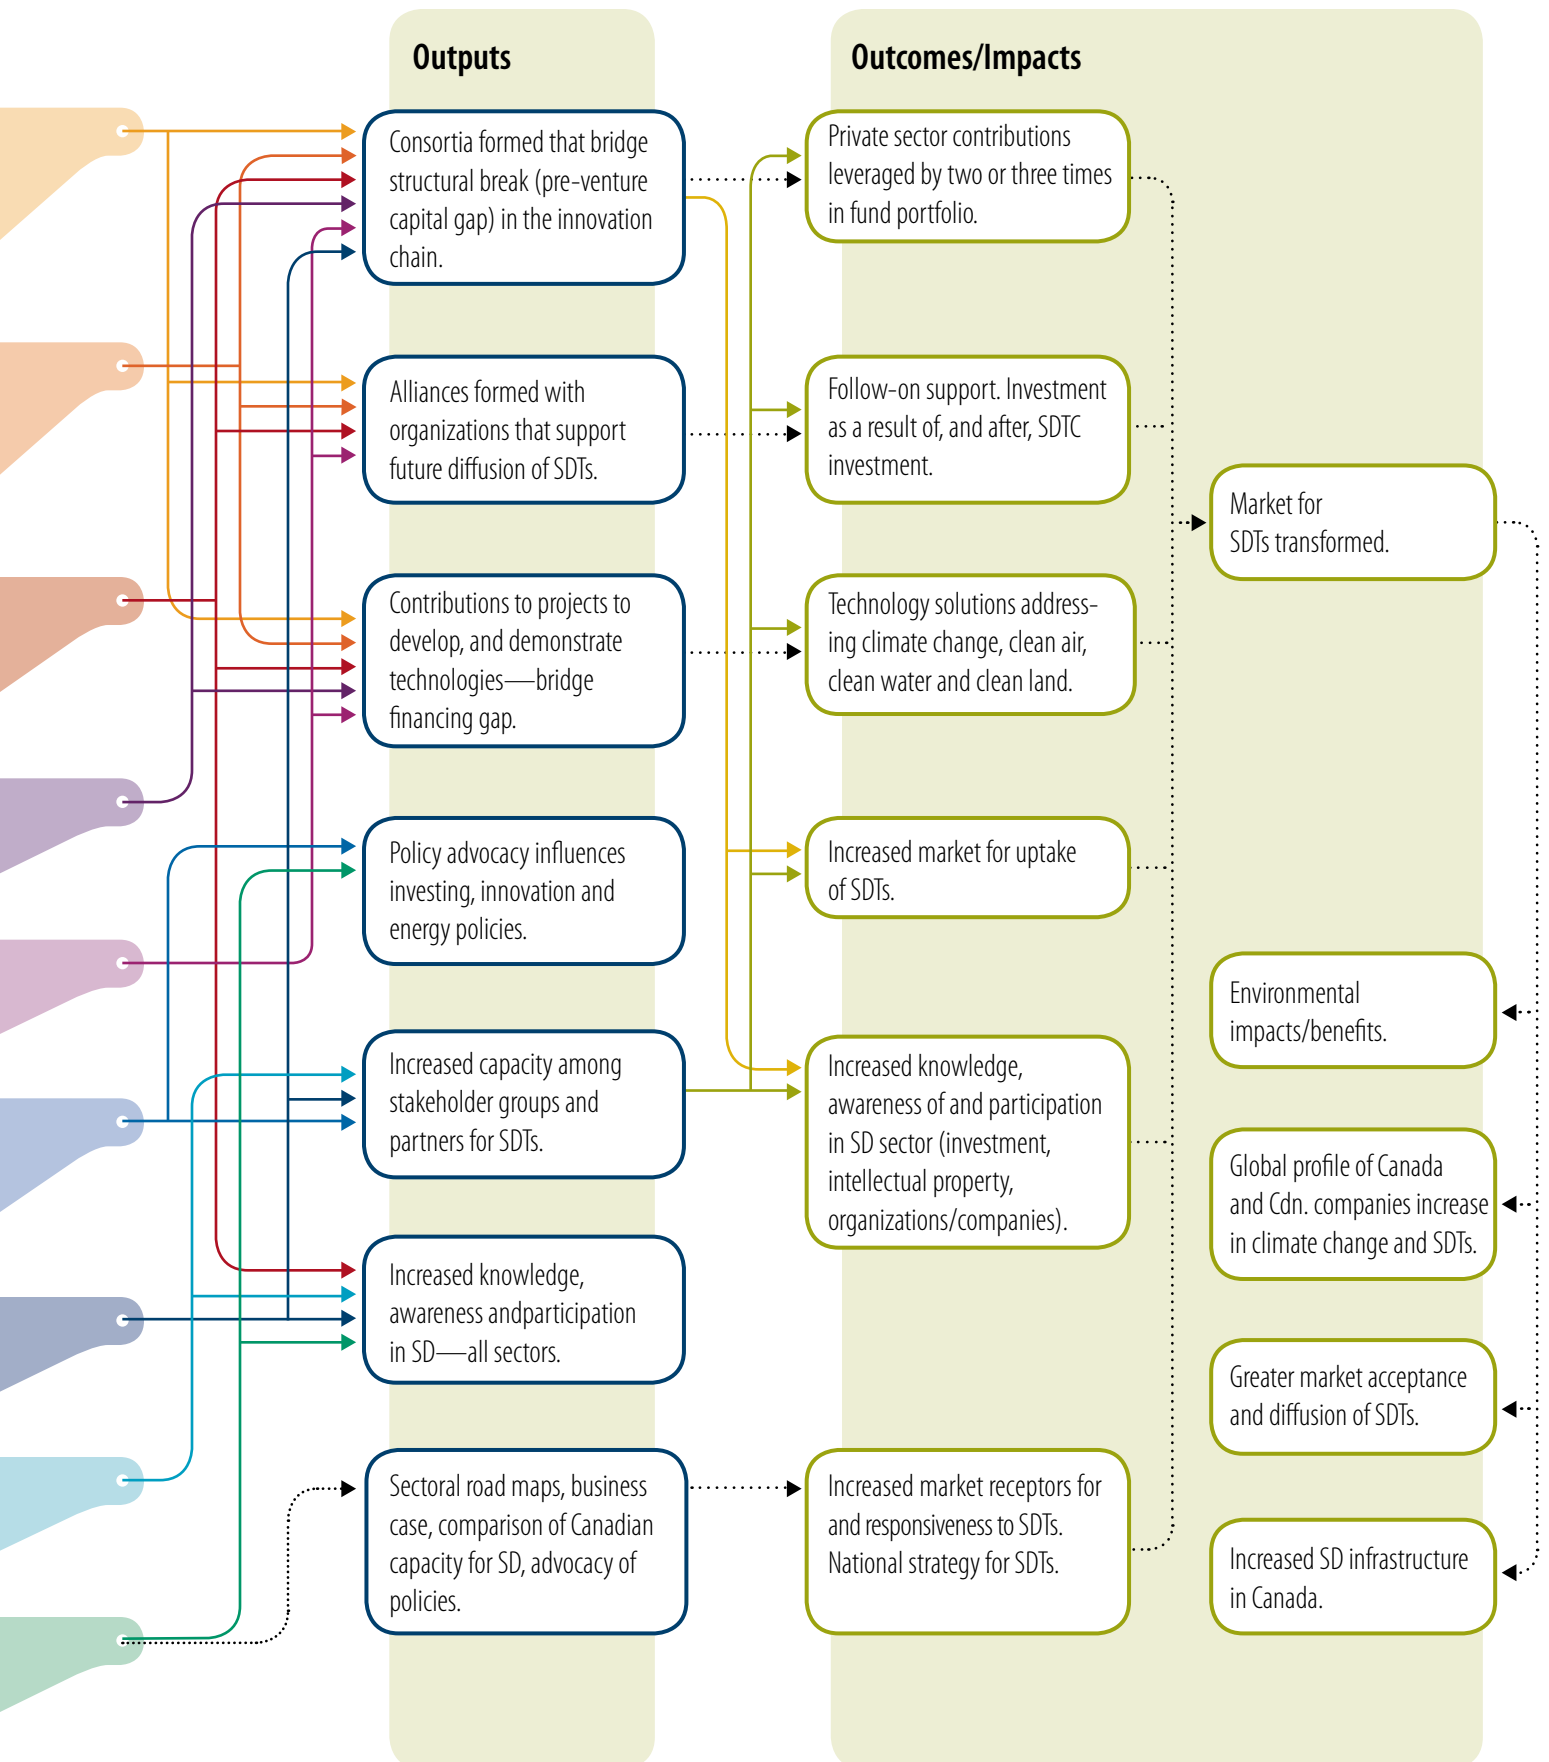 Outputs
Consortia formed that bridge
structural break (pre-venture
capital gap) in the innovation
chain.
Alliances formed with
organizations that support
future diffusion of SDTs.
Contributions to projects to
develop, and demonstrate
technologies—bridge
financing gap.
Policy advocacy influences
investing, innovation and
energy policies.
Increased capacity among
stakeholder groups and
partners for SDTs.
Increased knowledge,
awareness andparticipation
in SD—all sectors.
Sectoral road maps, business
case, comparison of Canadian
capacity for SD, advocacy of
policies.
Outcomes/Impacts
Private sector contributions
leveraged by two or three times
in fund portfolio.
Follow-on support. Investment
as a result of, and after, SDTC
investment.
Technology solutions address-
ing climate change, clean air,
clean water and clean land.
Increased market for uptake
of SDTs.
Increased knowledge,
awareness of and participation
in SD sector (investment,
intellectual property,
organizations/companies).
Increased market receptors for
and responsiveness to SDTs.
National strategy for SDTs.
Market for
SDTs transformed.
Environmental
impacts/benefits.
Global profile of Canada
and Cdn. companies increase
in climate change and SDTs.
Greater market acceptance
and diffusion of SDTs.
Increased SD infrastructure
in Canada.